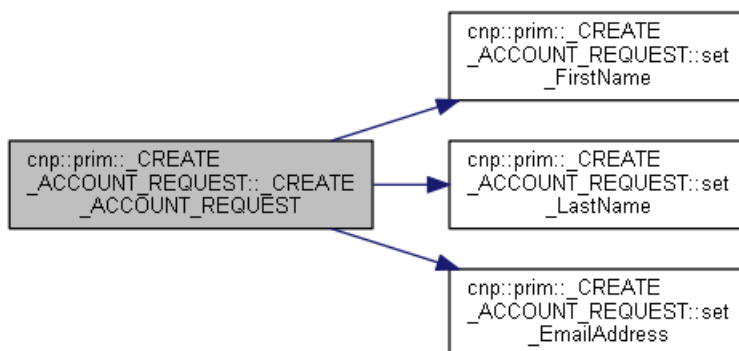 cnp::prim::_CREATE
_ACCOUNT_REQUEST::set
_FirstName
cnp::prim::_CREATE
_ACCOUNT_REQUEST::_CREATE
_ACCOUNT_REQUEST
cnp::prim::_CREATE
_ACCOUNT_REQUEST::set
_LastName
cnp::prim::_CREATE
_ACCOUNT_REQUEST::set
_EmailAddress